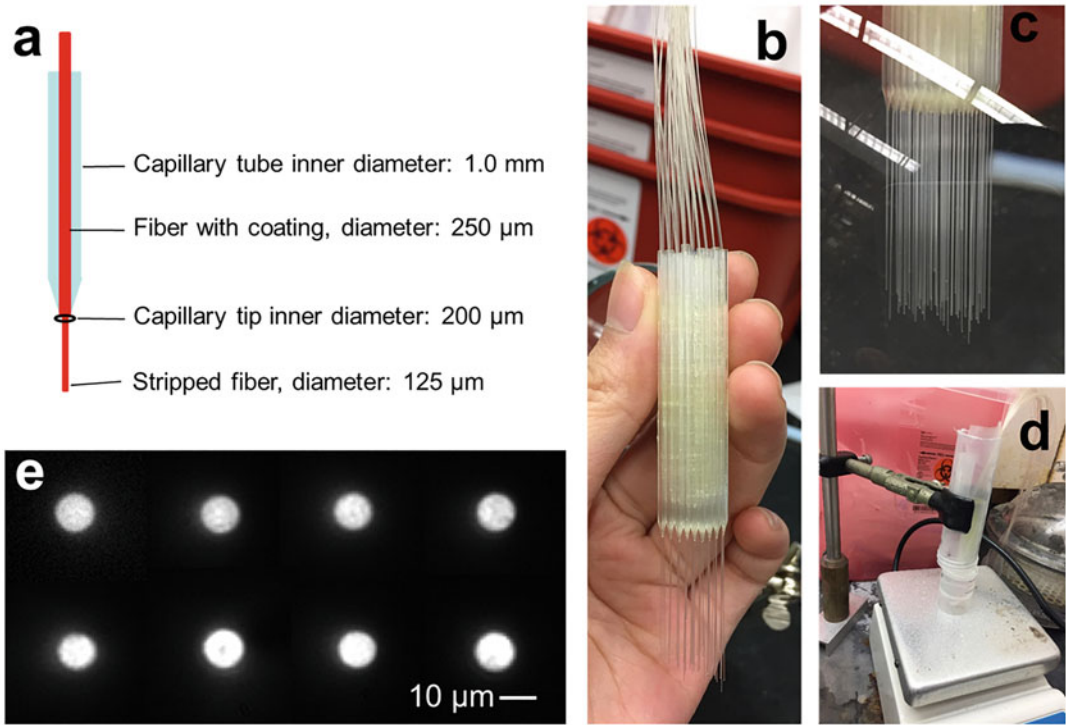 a
Capillary tube inner diameter: 1.0 mm
Fiber with coating, diameter: 250 µm
Capillary tip inner diameter: 200 µm
Stripped fiber, diameter: 125 µm
b
c
d
e
10 µm